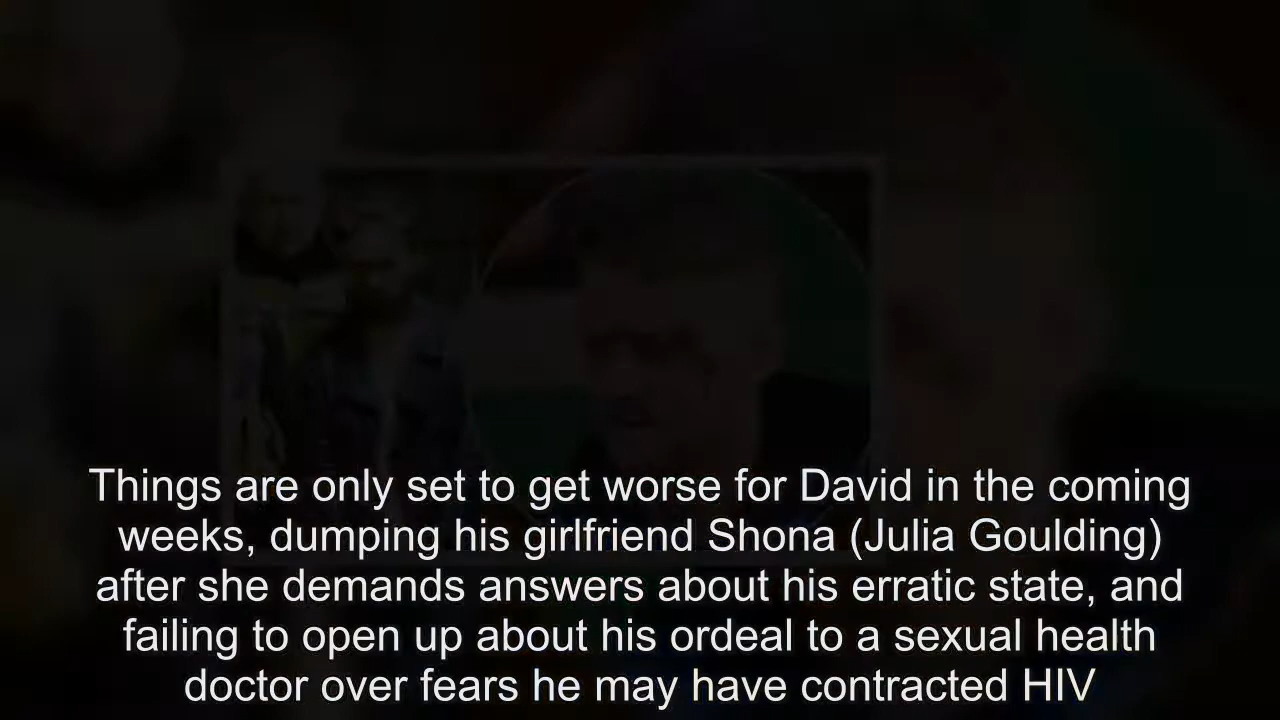 Things are only set to get worse for David in the coming
weeks, dumping his girlfriend Shona (Julia Goulding)
after she demands answers about his erratic state, and
failing to open up about his ordeal to a sexual health
doctor over fears he may have contracted HIV